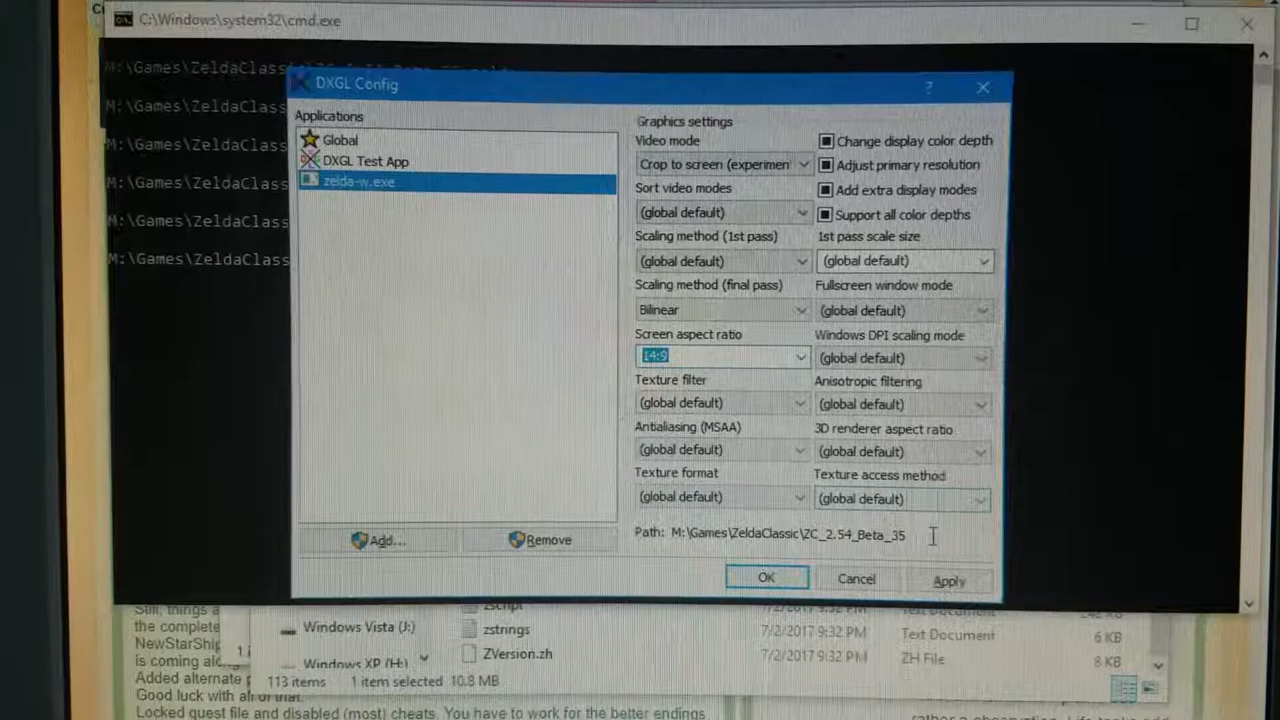 C:\Windows\system32\cmd.exe
M:\Games\ZeldaClass
M:\Games\ZeldaClass
M:\Games\ZeldaClass
M:\Games\ZeldaClass
M:\Games\ZeldaClass
M:\Games\ZeldaClass
DXGL Config
Applications
Global
DXGL Test App
zelda-w.exe
Add...
Remove
Graphics settings
Video mode
Change display color depth
Crop to screen (experimen
Adjust primary resolution
Sort video modes
Add extra display modes
(global default)
Support all color depths
Scaling method (1st pass)
1st pass scale size
(global default)
(global default)
Scaling method (final pass)
Fullscreen window mode
Bilinear
(global default)
Screen aspect ratio
Windows DPI scaling mode
14:9
(global default)
Texture filter
Anisotropic filtering
(global default)
(global default)
Antialiasing (MSAA)
3D renderer aspect ratio
(global default)
(global default)
Texture format
Texture access method
(global default)
(global default)
Path: M:\Games\ZeldaClassic\ZC_2.54_Beta_35
OK
Cancel
Apply
Still, things a
the complete
NewStarShip
is coming alo
Added alternate
Good luck with all of that.
Locked quest file and disabled (most) cheats. You have to work for the better endings
Windows Vista (J:)
Windows XP (H:)
zscript
zstrings
7/2/2017 9:32 PM
Text Document
6 KB
ZVersion.zh
7/2/2017 9:32 PM
ZH File
8 KB
113 items
1 item selected 10.8 MB